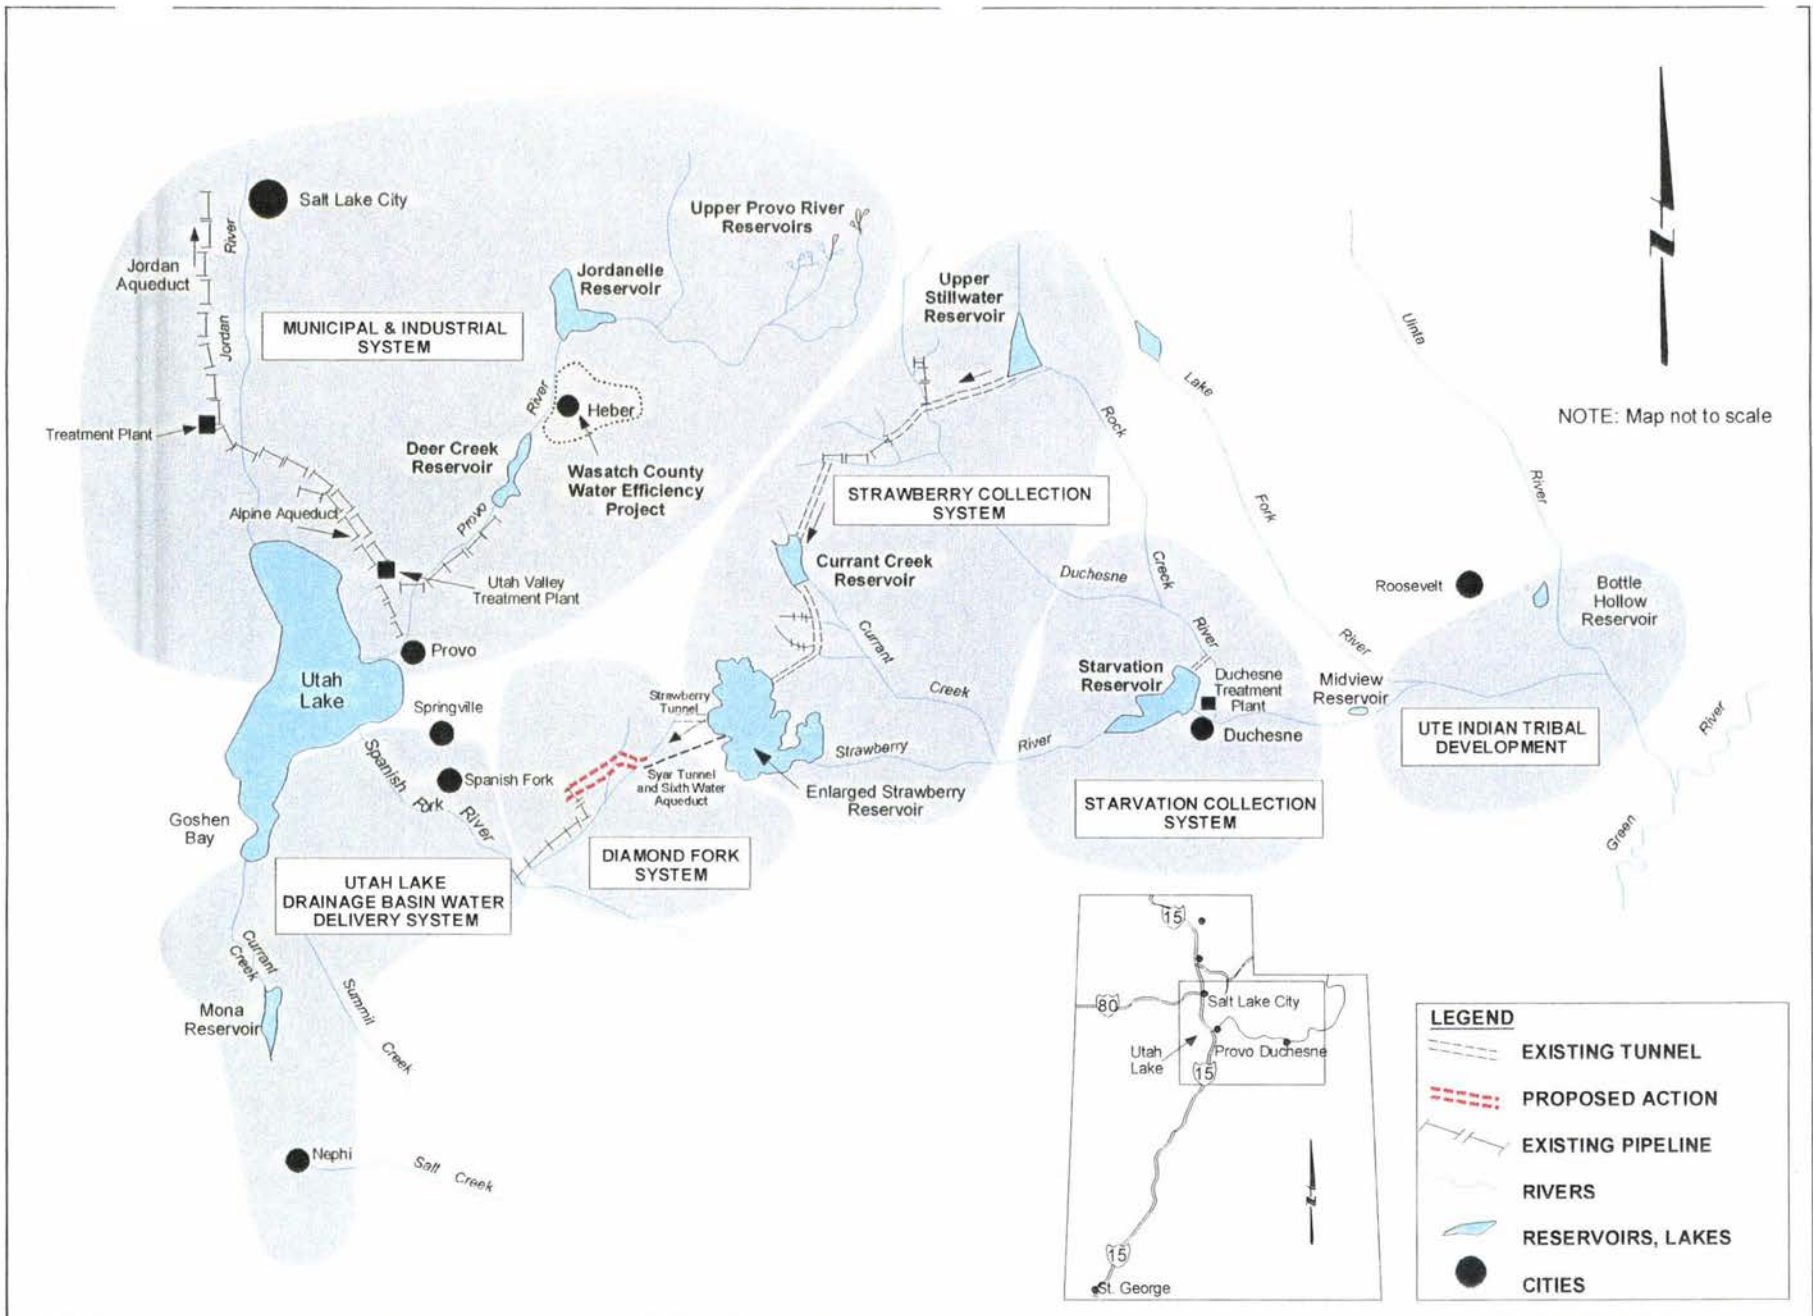 Salt Lake City
Upper Provo River
Reservoirs
River
Jordan
Aqueduct
Jordan
Jordanelle
Reservoir
Upper
Stillwater
Reservoir
MUNICIPAL & INDUSTRIAL
SYSTEM
Uinta
River
Lake
Fork
River
Rock
Creek
NOTE: Map not to scale
River
Heber
Treatment Plant
Deer Creek
Reservoir
Wasatch County
Water Efficiency
Project
Provo
Alpine Aqueduct
STRAWBERRY COLLECTION
SYSTEM
Currant Creek
Reservoir
Duchesne
River
Utah Valley
Treatment Plant
Roosevelt
Bottle
Hollow
Reservoir
Provo
Utah
Lake
Currant
Creek
Starvation
Reservoir
Duchesne
Treatment
Plant
Midview
Reservoir
Strawberry
Tunnel
Springville
Duchesne
UTE INDIAN TRIBAL
DEVELOPMENT
River
Green
Spanish
Fork
River
Spanish Fork
Syar Tunnel
and Sixth Water
Aqueduct
Strawberry
River
Enlarged Strawberry
Reservoir
STARVATION COLLECTION
SYSTEM
Goshen
Bay
DIAMOND FORK
SYSTEM
UTAH LAKE
DRAINAGE BASIN WATER
DELIVERY SYSTEM
Currant
Creek
Summit
Creek
Mona
Reservoir
Nephi
Salt Creek
15
80
Salt Lake City
Utah
Lake
Provo Duchesne
15
15
St. George
LEGEND
EXISTING TUNNEL
PROPOSED ACTION
EXISTING PIPELINE
RIVERS
RESERVOIRS, LAKES
CITIES